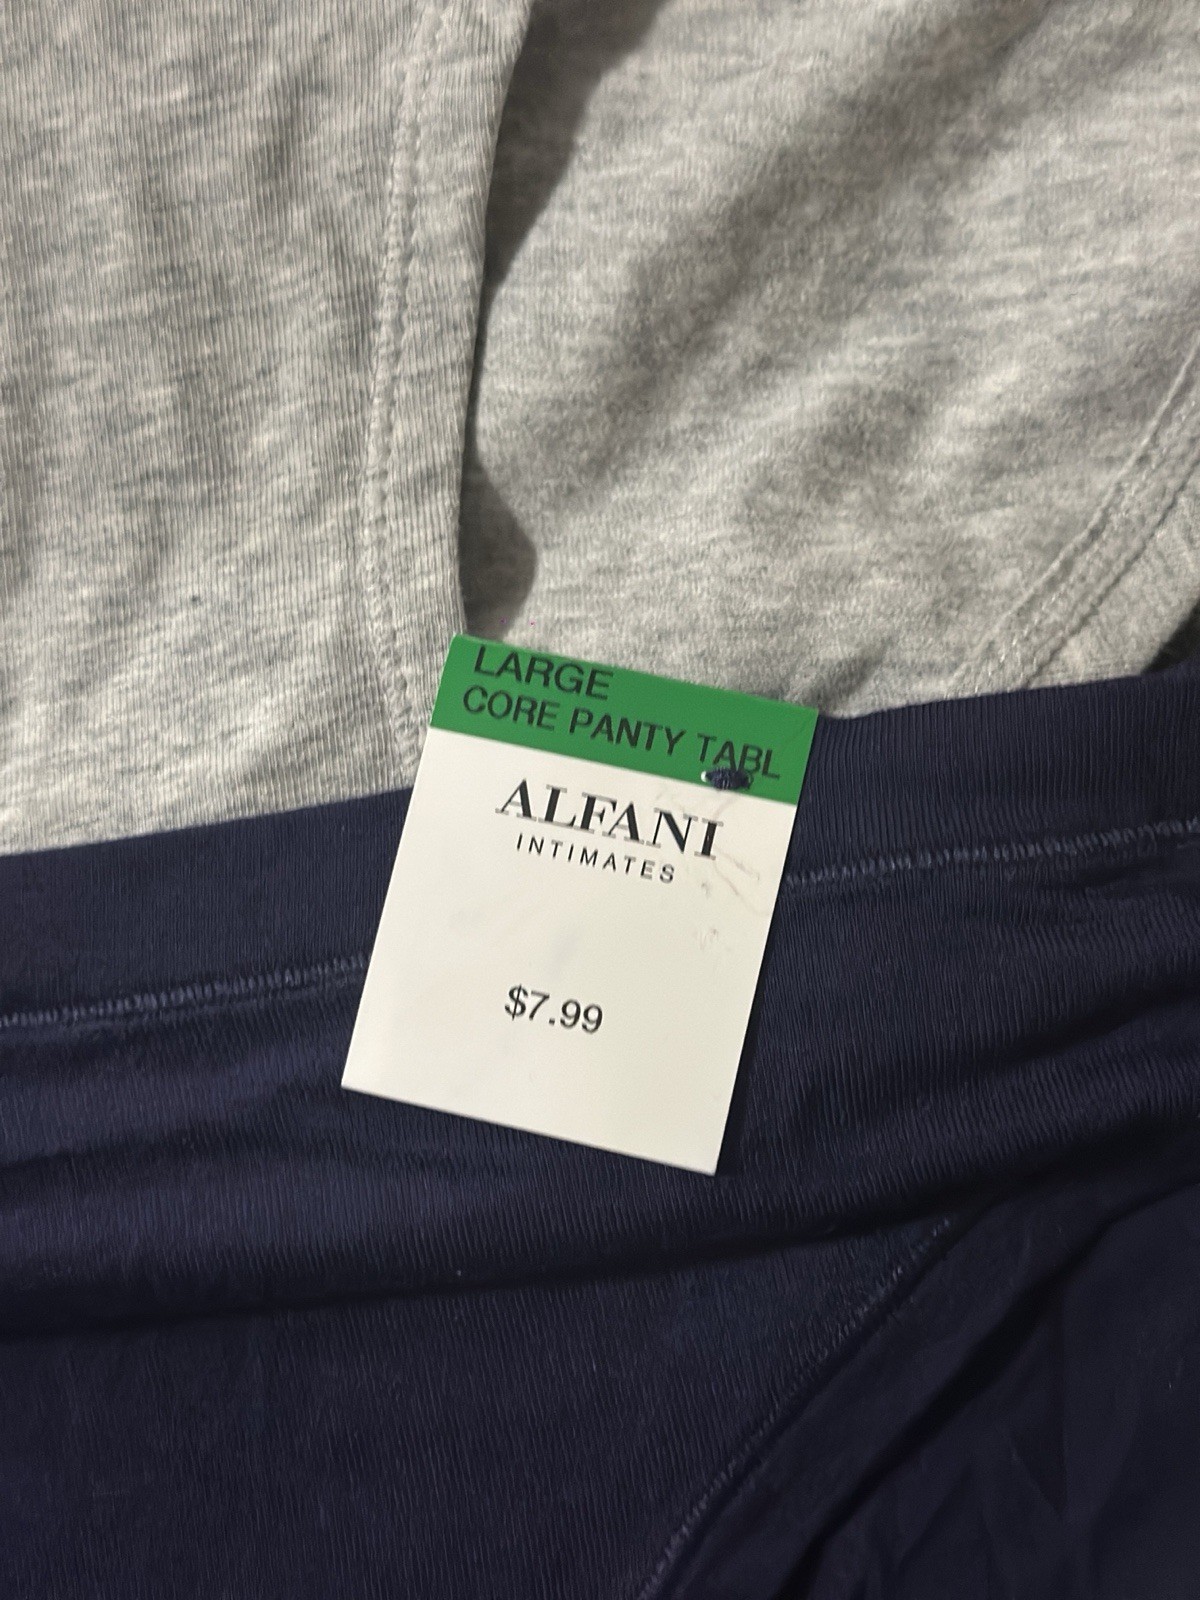 LARGE
CORE PANTY TABL
ALFANI
INTIMATES
$7.99